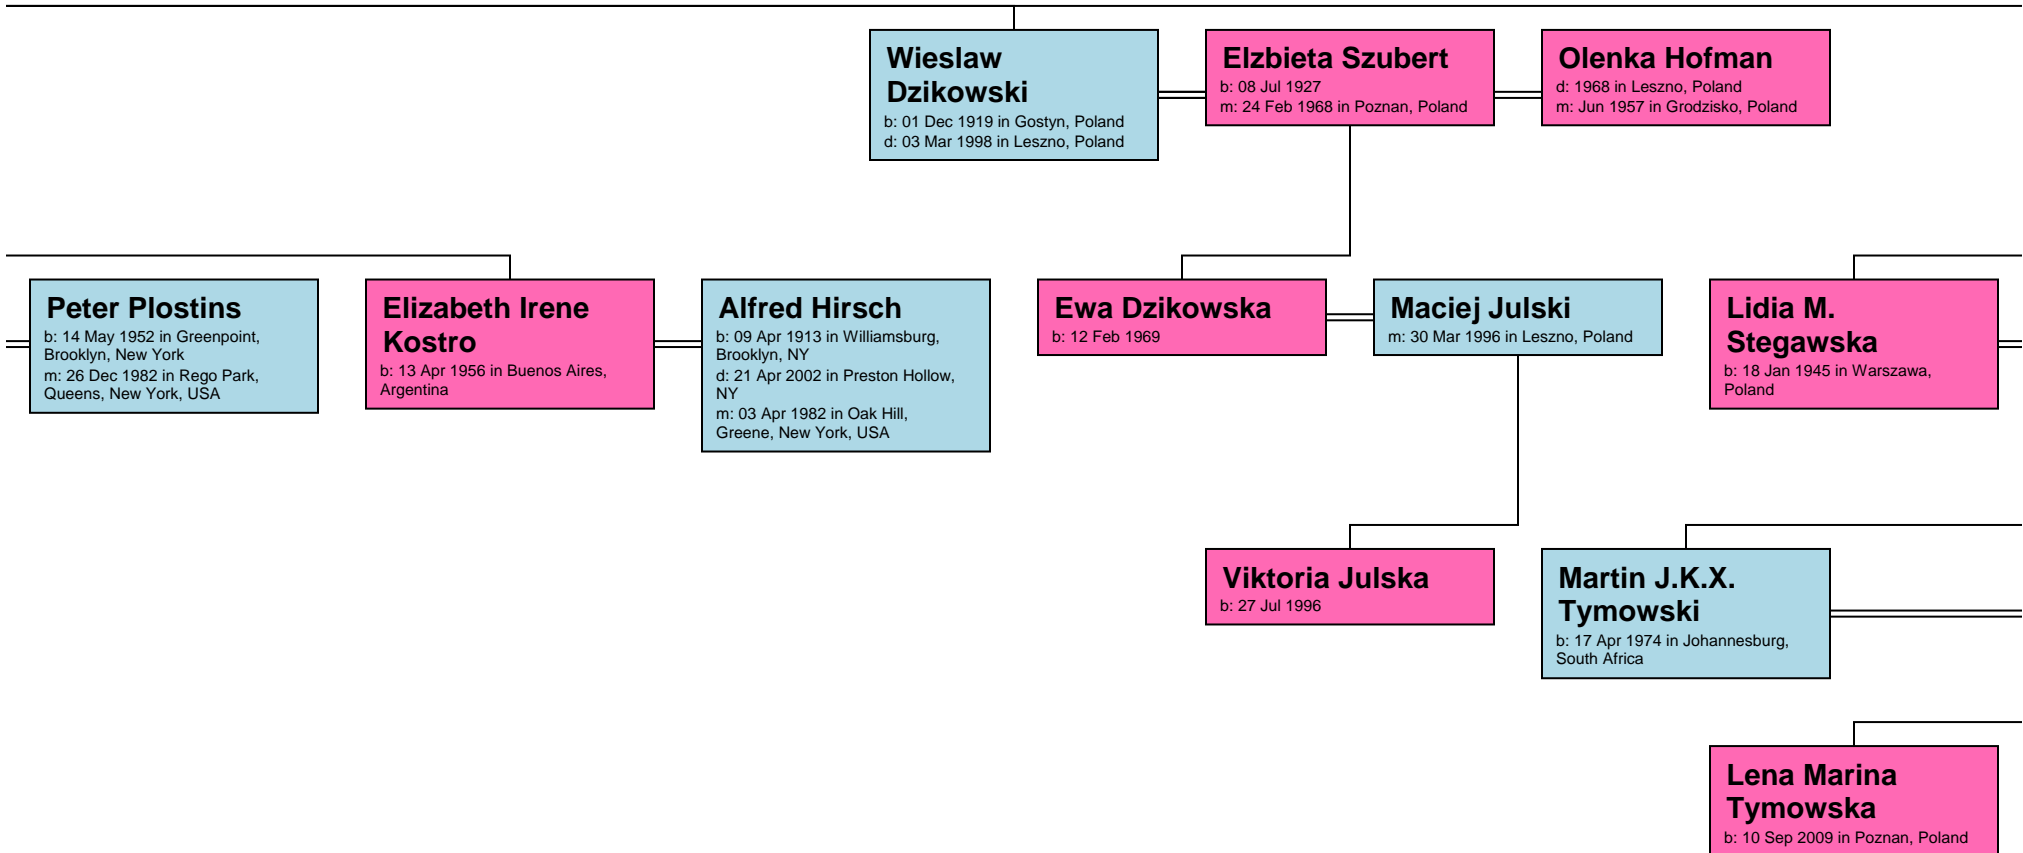 Wieslaw
Dzikowski
b: 01 Dec 1919 in Gostyn, Poland
d: 03 Mar 1998 in Leszno, Poland
Elzbieta Szubert
b: 08 Jul 1927
m: 24 Feb 1968 in Poznan, Poland
Olenka Hofman
d: 1968 in Leszno, Poland
m: Jun 1957 in Grodzisko, Poland
Peter Plostins
b: 14 May 1952 in Greenpoint,
Brooklyn, New York
m: 26 Dec 1982 in Rego Park,
Queens, New York, USA
Elizabeth Irene
Kostro
b: 13 Apr 1956 in Buenos Aires,
Argentina
Alfred Hirsch
b: 09 Apr 1913 in Williamsburg,
Brooklyn, NY
d: 21 Apr 2002 in Preston Hollow,
NY
m: 03 Apr 1982 in Oak Hill,
Greene, New York, USA
Ewa Dzikowska
b: 12 Feb 1969
Maciej Julski
m: 30 Mar 1996 in Leszno, Poland
Lidia M.
Stegawska
b: 18 Jan 1945 in Warszawa,
Poland
Viktoria Julska
b: 27 Jul 1996
Martin J.K.X.
Tymowski
b: 17 Apr 1974 in Johannesburg,
South Africa
Lena Marina
Tymowska
b: 10 Sep 2009 in Poznan, Poland